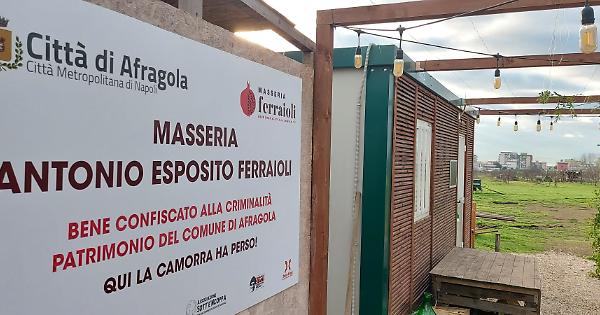 Città di Afragola
Città Metropolitana di Napoli
MASSERIA
ferraioli
MASSERIA
ANTONIO ESPOSITO FERRAIOLI
BENE CONFISCATO ALLA CRIMINALITÀ
PATRIMONIO DEL COMUNE DI AFRAGOLA
QUI LA CAMORRA HA PERSO!
SOTTENCOPPA